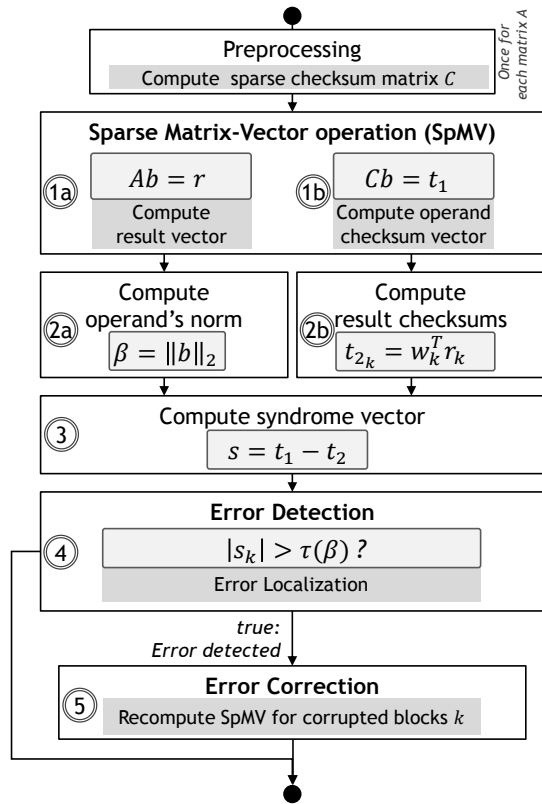 Preprocessing
Compute sparse checksum matrix C
Once for
each matrix A
Sparse Matrix-Vector operation (SpMV)
1a
Ab = r
Compute
result vector
1b
Cb = t₁
Compute operand
checksum vector
2a
Compute
operand's norm
β = ‖b‖₂
2b
Compute
result checksums
t₂ₖ = wₖᵀrₖ
3
Compute syndrome vector
s = t₁ − t₂
Error Detection
4
|sₖ| > τ(β) ?
Error Localization
true:
Error detected
Error Correction
5
Recompute SpMV for corrupted blocks k